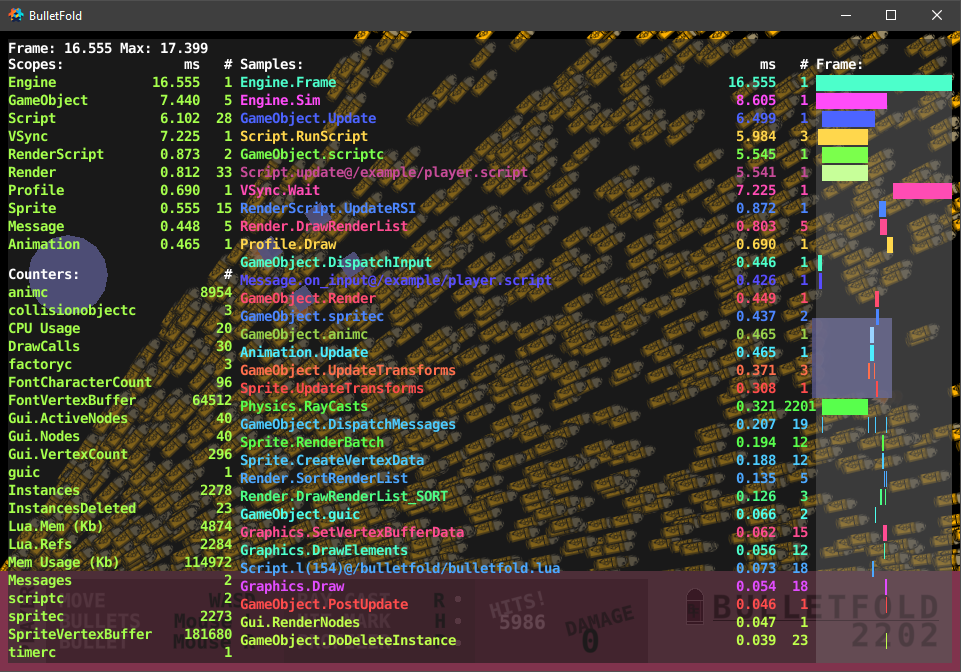 BulletFold
Frame: 16.555 Max: 17.399
Scopes: ms # Samples: ms # Frame:
Engine 16.555 1 Engine.Frame 16.555 1
GameObject 7.440 5 Engine.Sim 8.605 1
Script 6.102 28 GameObject.Update 6.499 1
VSync 7.225 1 Script.RunScript 5.984 3
RenderScript 0.873 2 GameObject.scriptc 5.545 1
Render 0.812 33 Script.update@/example/player.script 5.541 1
Profile 0.690 1 VSync.Wait 7.225 1
Sprite 0.555 15 RenderScript.UpdateRSI 0.872 1
Message 0.448 5 Render.DrawRenderList 0.803 5
Animation 0.465 1 Profile.Draw 0.690 1
GameObject.DispatchInput 0.446 1
Counters: # Message.on_input@/example/player.script 0.426 1
animc 8954 GameObject.Render 0.449 1
collisionobjectc 3 GameObject.spritec 0.437 2
CPU Usage 20 GameObject.animc 0.465 1
DrawCalls 30 Animation.Update 0.465 1
factoryc 3 GameObject.UpdateTransforms 0.371 3
FontCharacterCount 96 Sprite.UpdateTransforms 0.308 1
FontVertexBuffer 64512 Physics.RayCasts 0.321 2201
Gui.ActiveNodes 40 GameObject.DispatchMessages 0.207 19
Gui.Nodes 40 Sprite.RenderBatch 0.194 12
Gui.VertexCount 296 Sprite.CreateVertexData 0.188 12
guic 1 Render.SortRenderList 0.135 5
Instances 2278 Render.DrawRenderList_SORT 0.126 3
InstancesDeleted 23 GameObject.guic 0.066 2
Lua.Mem (Kb) 4874 Graphics.SetVertexBufferData 0.062 15
Lua.Refs 2284 Graphics.DrawElements 0.056 12
Mem Usage (Kb) 114972 Script.l(154)@/bulletfold/bulletfold.lua 0.073 18
Messages 2 Graphics.Draw 0.054 18
scriptc 2 GameObject.PostUpdate 0.046 1
spritec 2273 Gui.RenderNodes 0.047 1
SpriteVertexBuffer 181680 GameObject.DoDeleteInstance 0.039 23
timerc 1
MOVE
BULLETS
BULLET
R
H
HITS!
5986
DAMAGE
0
BULLETFOLD
2202